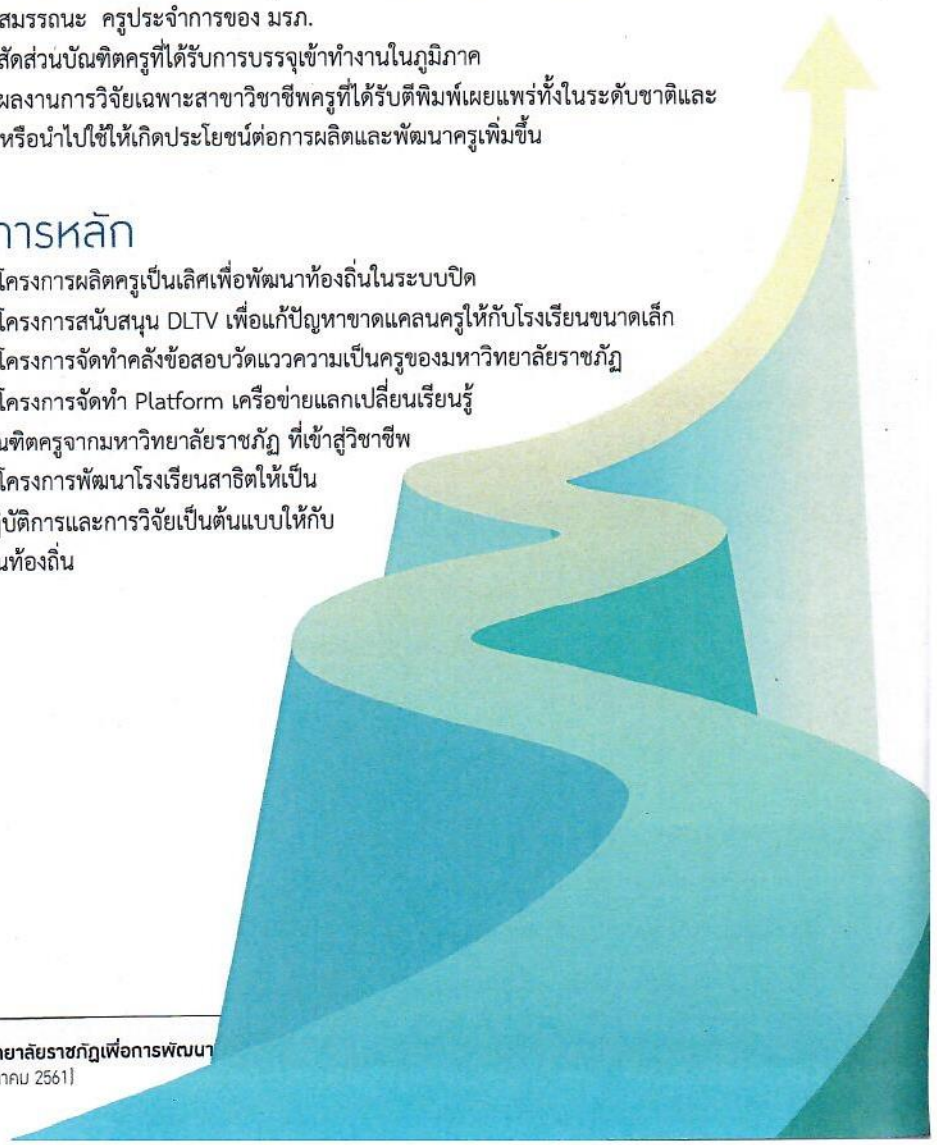 สมรรถนะ ครูประจำการของ มรภ.
สัดส่วนบัณฑิตครูที่ได้รับการบรรจุเข้าทำงานในภูมิภาค
ผลงานการวิจัยเฉพาะสาขาวิชาชีพครูที่ได้รับตีพิมพ์เผยแพร่ทั้งในระดับชาติและ
หรือนำไปใช้ให้เกิดประโยชน์ต่อการผลิตและพัฒนาครูเพิ่มขึ้น
การหลัก
โครงการผลิตครูเป็นเลิศเพื่อพัฒนาท้องถิ่นในระบบปิด
โครงการสนับสนุน DLTV เพื่อแก้ปัญหาขาดแคลนครูให้กับโรงเรียนขนาดเล็ก
โครงการจัดทำคลังข้อสอบวัดแววความเป็นครูของมหาวิทยาลัยราชภัฏ
โครงการจัดทำ Platform เครือข่ายแลกเปลี่ยนเรียนรู้
ณฑิตครูจากมหาวิทยาลัยราชภัฏ ที่เข้าสู่วิชาชีพ
โครงการพัฒนาโรงเรียนสาธิตให้เป็น
ฏิบัติการและการวิจัยเป็นต้นแบบให้กับ
นท้องถิ่น
ยาลัยราชภัฏเพื่อการพัฒนา
าคม 2561)